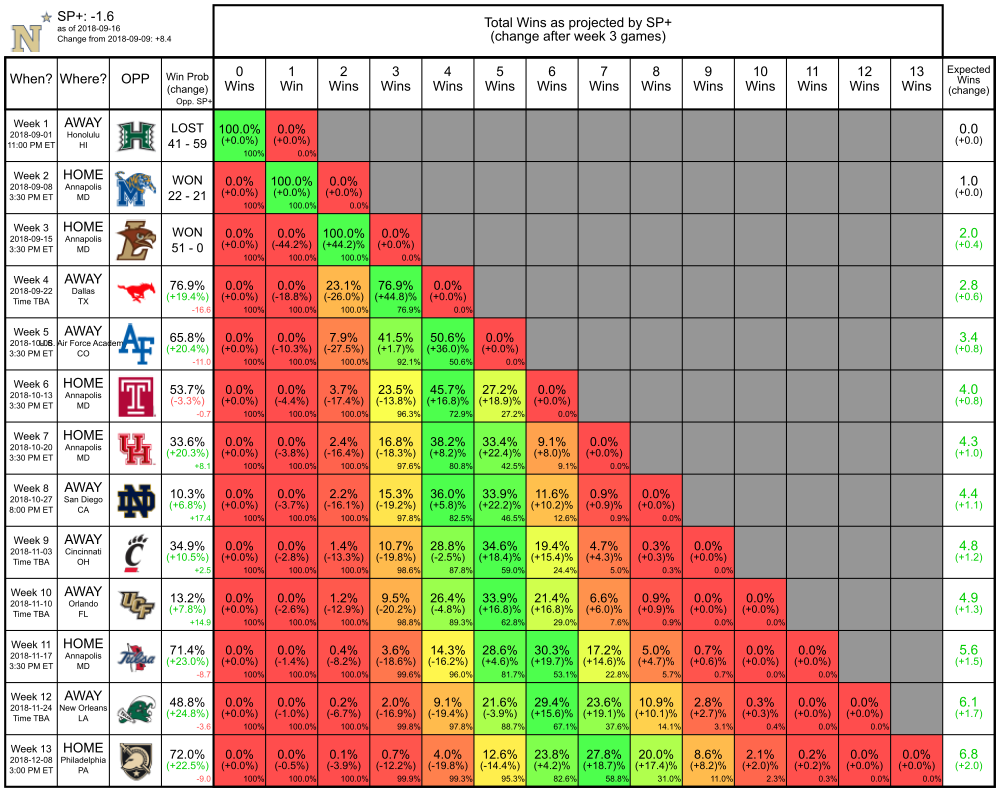 SP+: -1.6
as of 2018-09-16
Change from 2018-09-09: +8.4
Total Wins as projected by SP+
(change after week 3 games)
When? Where? OPP Win Prob (change) Opp. SP+ 0 Wins 1 Win 2 Wins 3 Wins 4 Wins 5 Wins 6 Wins 7 Wins 8 Wins 9 Wins 10 Wins 11 Wins 12 Wins 13 Wins Expected Wins (change)
Week 1 AWAY LOST 100.0% 0.0% 0.0
2018-09-01 Honolulu 41 - 59 (+0.0%) (+0.0%) (+0.0)
11:00 PM ET HI 100% 0.0%
Week 2 HOME WON 0.0% 100.0% 0.0% 1.0
2018-09-08 Annapolis 22 - 21 (+0.0%) (+0.0%) (+0.0%) (+0.0)
3:30 PM ET MD 100% 100.0% 0.0%
Week 3 HOME WON 0.0% 0.0% 100.0% 0.0% 2.0
2018-09-15 Annapolis 51 - 0 (+0.0%) (-44.2%) (+44.2%) (+0.0%) (+0.4)
3:30 PM ET MD 100% 100.0% 100.0% 0.0%
Week 4 AWAY 76.9% 0.0% 0.0% 23.1% 76.9% 0.0% 2.8
2018-09-22 Dallas (+19.4%) (+0.0%) (-18.8%) (-26.0%) (+44.8%) (+0.0%) (+0.6)
Time TBA TX -16.6 100% 100.0% 100.0% 76.9% 0.0%
Week 5 AWAY 65.8% 0.0% 0.0% 7.9% 41.5% 50.6% 0.0% 3.4
2018-10-06 U.S. Air Force Academy (+20.4%) (+0.0%) (-10.3%) (-27.5%) (+1.7%) (+36.0%) (+0.0%) (+0.8)
3:30 PM ET CO -11.0 100% 100.0% 100.0% 92.1% 50.6% 0.0%
Week 6 HOME 53.7% 0.0% 0.0% 3.7% 23.5% 45.7% 27.2% 0.0% 4.0
2018-10-13 Annapolis (-3.3%) (+0.0%) (-4.4%) (-17.4%) (-13.8%) (+16.8%) (+18.9%) (+0.0%) (+0.8)
3:30 PM ET MD -0.7 100% 100.0% 100.0% 96.3% 72.9% 27.2% 0.0%
Week 7 HOME 33.6% 0.0% 0.0% 2.4% 16.8% 38.2% 33.4% 9.1% 0.0% 4.3
2018-10-20 Annapolis (+20.3%) (+0.0%) (-3.8%) (-16.4%) (-18.3%) (+8.2%) (+22.4%) (+8.0%) (+0.0%) (+1.0)
3:30 PM ET MD +8.1 100% 100.0% 100.0% 97.6% 80.8% 42.5% 9.1% 0.0%
Week 8 AWAY 10.3% 0.0% 0.0% 2.2% 15.3% 36.0% 33.9% 11.6% 0.9% 0.0% 4.4
2018-10-27 San Diego (+6.8%) (+0.0%) (-3.7%) (-16.1%) (-19.2%) (+5.8%) (+22.2%) (+10.2%) (+0.9%) (+0.0%) (+1.1)
8:00 PM ET CA +17.4 100% 100.0% 100.0% 97.8% 82.5% 46.5% 12.6% 0.9% 0.0%
Week 9 AWAY 34.9% 0.0% 0.0% 1.4% 10.7% 28.8% 34.6% 19.4% 4.7% 0.3% 0.0% 4.8
2018-11-03 Cincinnati (+10.5%) (+0.0%) (-2.8%) (-13.3%) (-19.8%) (-2.5%) (+18.4%) (+15.4%) (+4.3%) (+0.3%) (+0.0%) (+1.2)
Time TBA OH +2.5 100% 100.0% 100.0% 98.6% 87.8% 59.0% 24.4% 5.0% 0.3% 0.0%
Week 10 AWAY 13.2% 0.0% 0.0% 1.2% 9.5% 26.4% 33.9% 21.4% 6.6% 0.9% 0.0% 0.0% 4.9
2018-11-10 Orlando (+7.8%) (+0.0%) (-2.6%) (-12.9%) (-20.2%) (-4.8%) (+16.8%) (+16.8%) (+6.0%) (+0.9%) (+0.0%) (+0.0%) (+1.3)
Time TBA FL +14.9 100% 100.0% 100.0% 98.8% 89.3% 62.8% 29.0% 7.6% 0.9% 0.0% 0.0%
Week 11 HOME 71.4% 0.0% 0.0% 0.4% 3.6% 14.3% 28.6% 30.3% 17.2% 5.0% 0.7% 0.0% 0.0% 5.6
2018-11-17 Annapolis (+23.0%) (+0.0%) (-1.4%) (-8.2%) (-18.6%) (-16.2%) (+4.6%) (+19.7%) (+14.6%) (+4.7%) (+0.6%) (+0.0%) (+0.0%) (+1.5)
3:30 PM ET MD -8.7 100% 100.0% 100.0% 99.6% 96.0% 81.7% 53.1% 22.8% 5.7% 0.7% 0.0% 0.0%
Week 12 AWAY 48.8% 0.0% 0.0% 0.2% 2.0% 9.1% 21.6% 29.4% 23.6% 10.9% 2.8% 0.3% 0.0% 0.0% 6.1
2018-11-24 New Orleans (+24.8%) (+0.0%) (-1.0%) (-6.7%) (-16.9%) (-19.4%) (-3.9%) (+15.6%) (+19.1%) (+10.1%) (+2.7%) (+0.3%) (+0.0%) (+0.0%) (+1.7)
Time TBA LA -3.6 100% 100.0% 100.0% 99.8% 97.8% 88.7% 67.1% 37.6% 14.1% 3.1% 0.4% 0.0% 0.0%
Week 13 HOME 72.0% 0.0% 0.0% 0.1% 0.7% 4.0% 12.6% 23.8% 27.8% 20.0% 8.6% 2.1% 0.2% 0.0% 0.0% 6.8
2018-12-08 Philadelphia (+22.5%) (+0.0%) (-0.5%) (-3.9%) (-12.2%) (-19.8%) (-14.4%) (+4.2%) (+18.7%) (+17.4%) (+8.2%) (+2.0%) (+0.2%) (+0.0%) (+0.0%) (+2.0)
3:00 PM ET PA -9.0 100% 100.0% 100.0% 99.9% 99.3% 95.3% 82.6% 58.8% 31.0% 11.0% 2.3% 0.3% 0.0% 0.0%